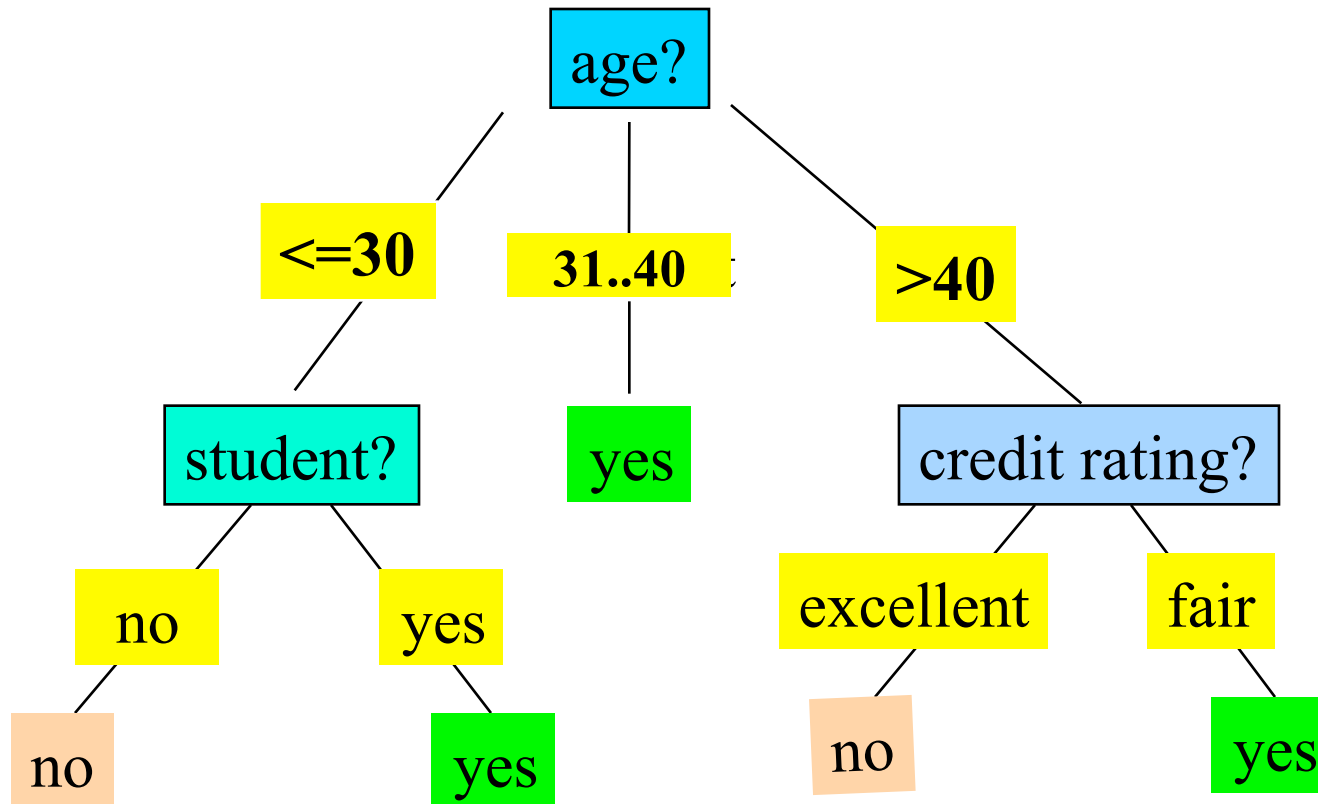 age?
<=30
31..40
>40
student?
yes
credit rating?
no
yes
excellent
fair
no
yes
no
yes